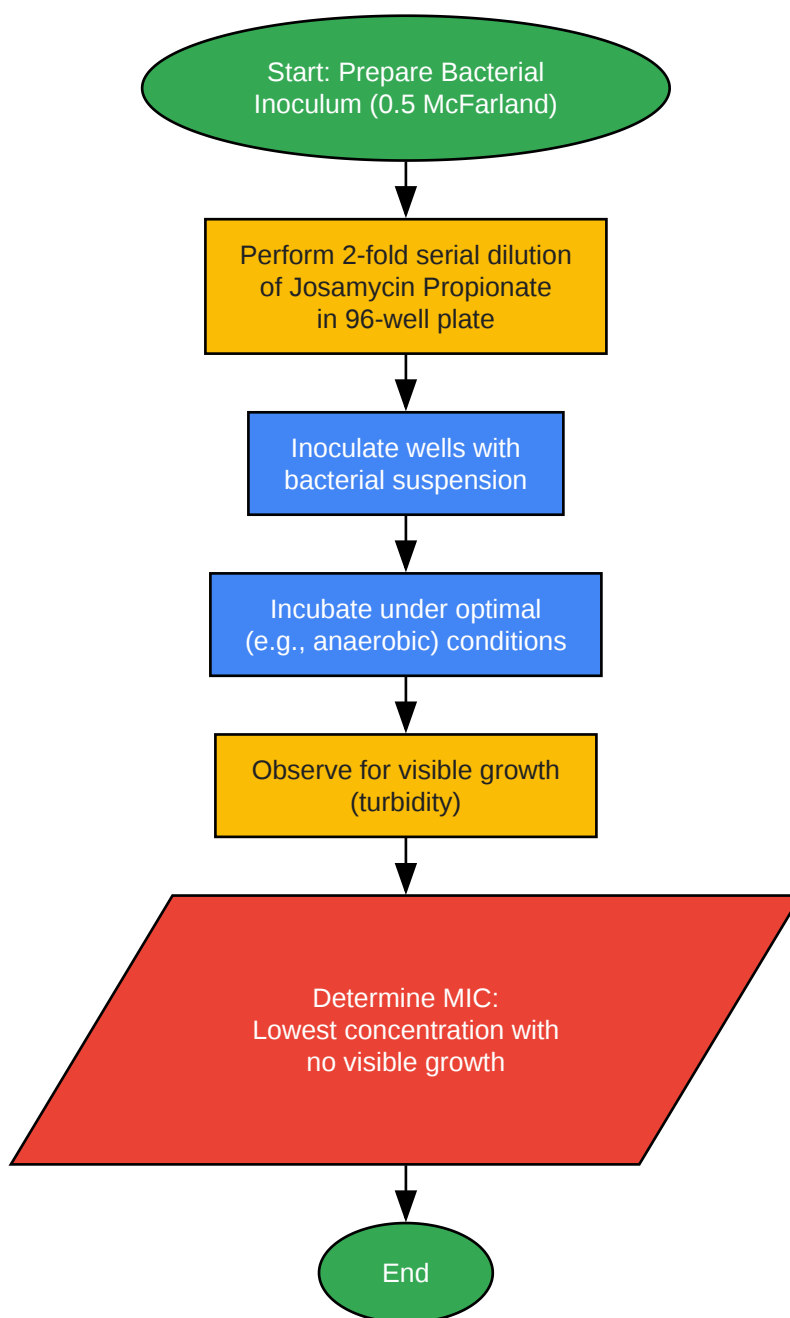 Start: Prepare Bacterial
Inoculum (0.5 McFarland)
Perform 2-fold serial dilution
of Josamycin Propionate
in 96-well plate
Inoculate wells with
bacterial suspension
Incubate under optimal
(e.g., anaerobic) conditions
Observe for visible growth
(turbidity)
Determine MIC:
Lowest concentration with
no visible growth
End